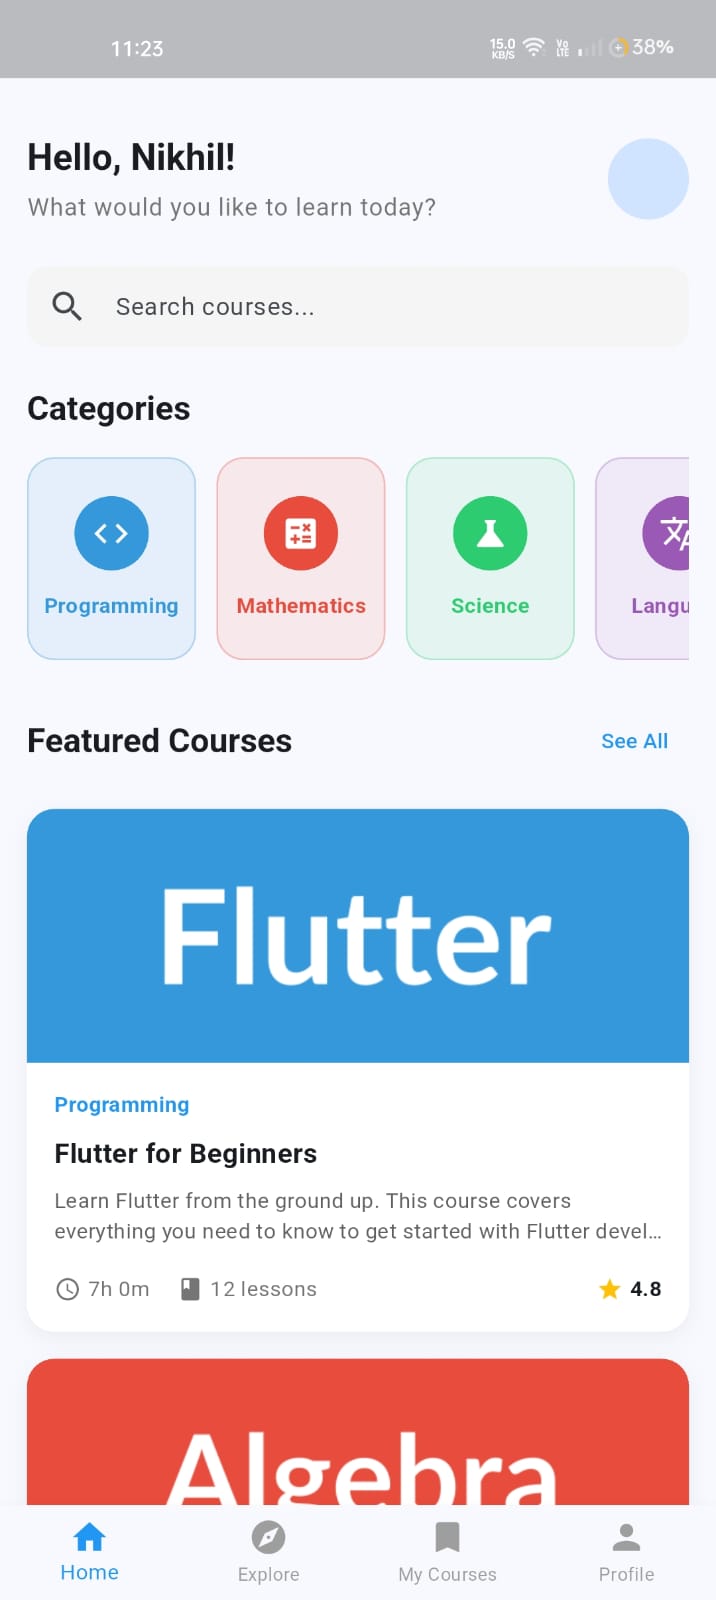 11:23
15.0 KB/S Vo LTE 38%
Hello, Nikhil!
What would you like to learn today?
Search courses...
Categories
Programming Mathematics Science Langu
Featured Courses See All
Flutter
Programming
Flutter for Beginners
Learn Flutter from the ground up. This course covers
everything you need to know to get started with Flutter devel...
7h 0m 12 lessons 4.8
Algebra
Home Explore My Courses Profile